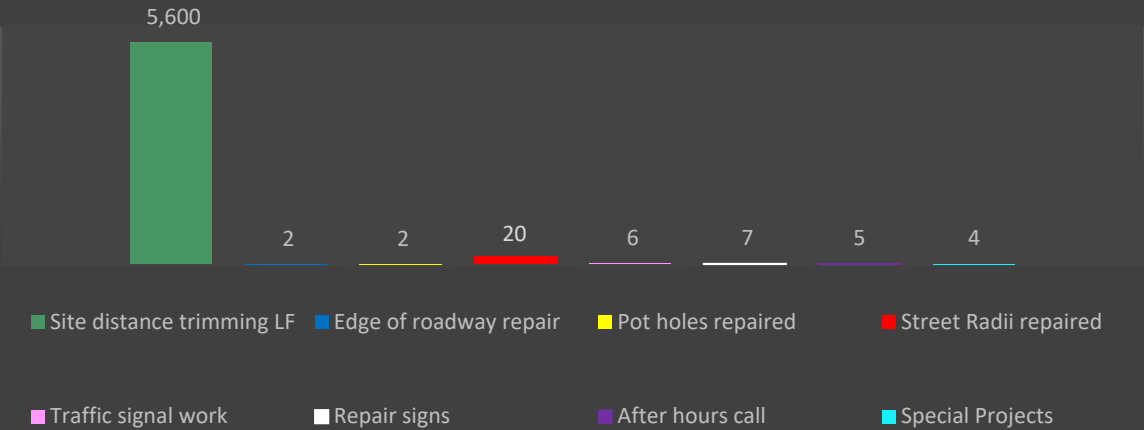 5,600
2
2
20
6
7
5
4
Site distance trimming LF
Edge of roadway repair
Pot holes repaired
Street Radii repaired
Traffic signal work
Repair signs
After hours call
Special Projects